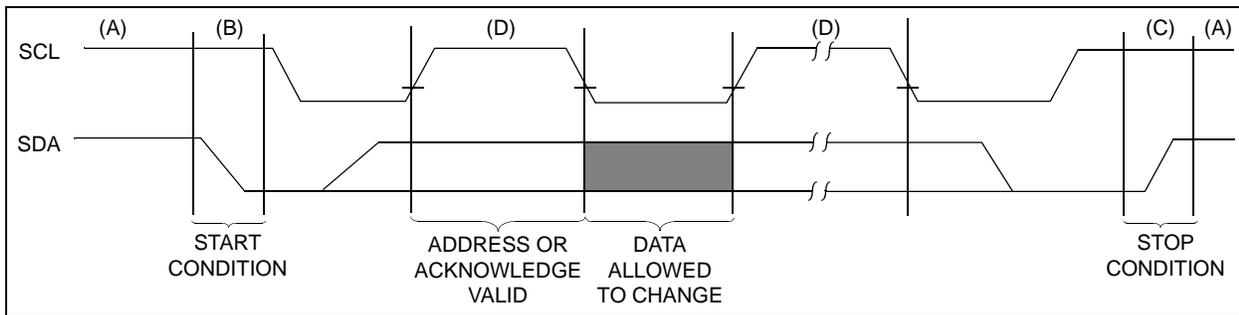 (A) (B) (D) (D) (C) (A)
SCL
SDA
START
CONDITION
ADDRESS OR
ACKNOWLEDGE
VALID
DATA
ALLOWED
TO CHANGE
STOP
CONDITION